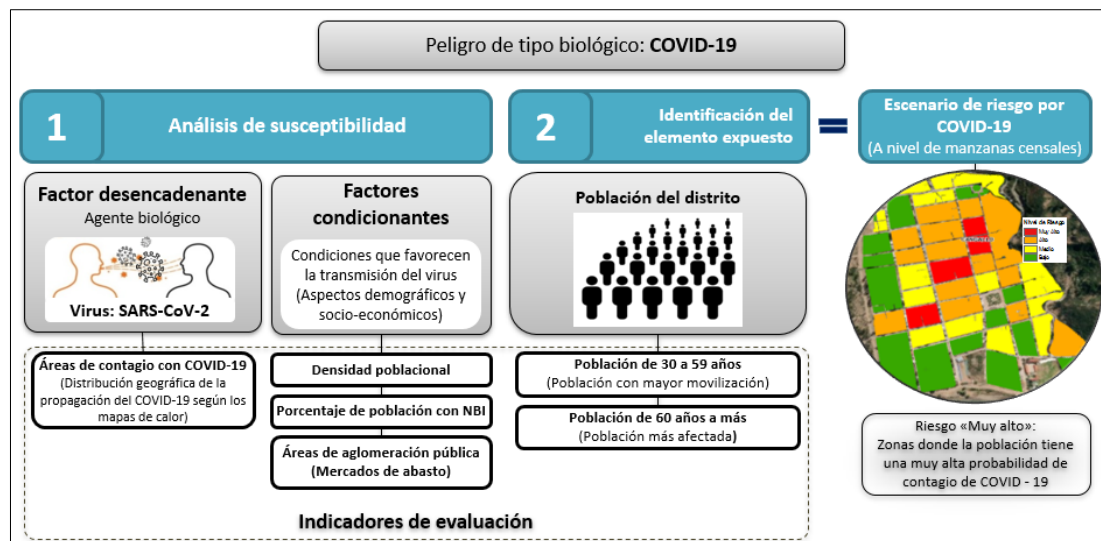 Peligro de tipo biológico: COVID-19
1
Análisis de susceptibilidad
2
Identificación del
elemento expuesto
Escenario de riesgo por
COVID-19
(A nivel de manzanas censales)
Factor desencadenante
Agente biológico
Virus: SARS-CoV-2
Factores
condicionantes
Condiciones que favorecen
la transmisión del virus
(Aspectos demográficos y
socio-económicos)
Población del distrito
Nivel de Riesgo
Muy Alto
Alto
Medio
Bajo
Áreas de contagio con COVID-19
(Distribución geográfica de la
propagación del COVID-19 según los
mapas de calor)
Densidad poblacional
Porcentaje de población con NBI
Áreas de aglomeración pública
(Mercados de abasto)
Población de 30 a 59 años
(Población con mayor movilización)
Población de 60 años a más
(Población más afectada)
Riesgo «Muy alto»:
Zonas donde la población tiene
una muy alta probabilidad de
contagio de COVID - 19
Indicadores de evaluación